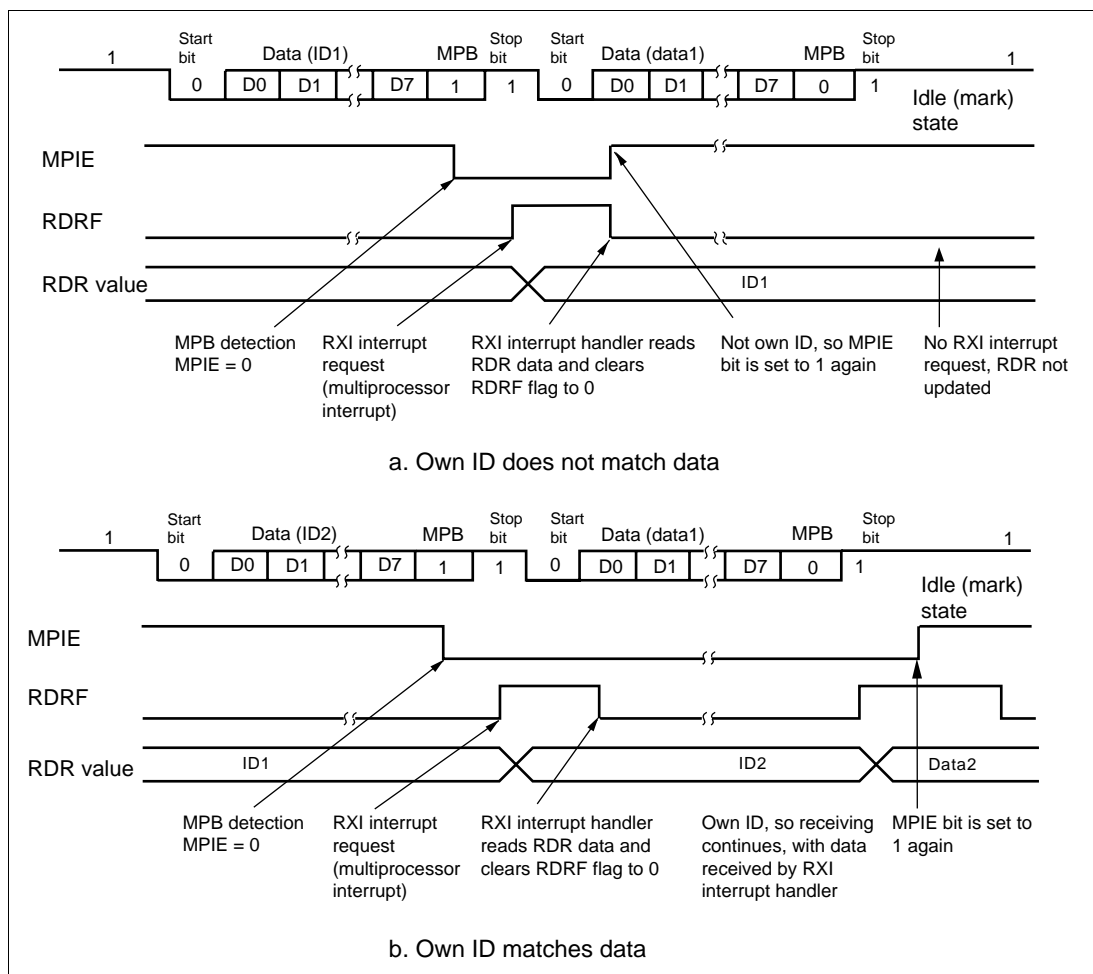 1
Start
bit
Data (ID1)
MPB
Stop
bit
Start
bit
Data (data1)
MPB
Stop
bit
1
0
D0
D1
D7
1
1
0
D0
D1
D7
0
1
Idle (mark)
state
MPIE
RDRF
RDR value
ID1
MPB detection
MPIE = 0
RXI interrupt
request
(multiprocessor
interrupt)
RXI interrupt handler reads
RDR data and clears
RDRF flag to 0
Not own ID, so MPIE
bit is set to 1 again
No RXI interrupt
request, RDR not
updated
a. Own ID does not match data
1
Start
bit
Data (ID2)
MPB
Stop
bit
Start
bit
Data (data1)
MPB
Stop
bit
1
0
D0
D1
D7
1
1
0
D0
D1
D7
0
1
Idle (mark)
state
MPIE
RDRF
RDR value
ID1
ID2
Data2
MPB detection
MPIE = 0
RXI interrupt
request
(multiprocessor
interrupt)
RXI interrupt handler
reads RDR data and
clears RDRF flag to 0
Own ID, so receiving
continues, with data
received by RXI
interrupt handler
MPIE bit is set to
1 again
b. Own ID matches data